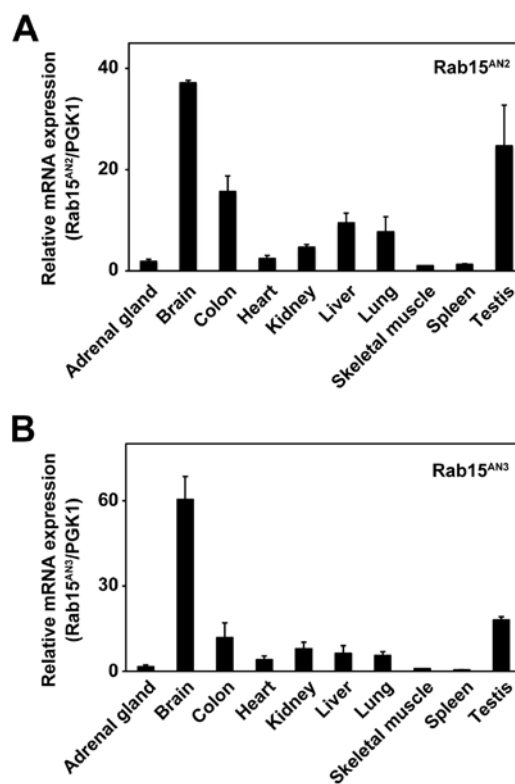 A
Rab15AN2
Relative mRNA expression
(Rab15AN2/PGK1)
40
20
0
Adrenal gland
Brain
Colon
Heart
Kidney
Liver
Lung
Skeletal muscle
Spleen
Testis
B
Rab15AN3
Relative mRNA expression
(Rab15AN3/PGK1)
60
30
0
Adrenal gland
Brain
Colon
Heart
Kidney
Liver
Lung
Skeletal muscle
Spleen
Testis